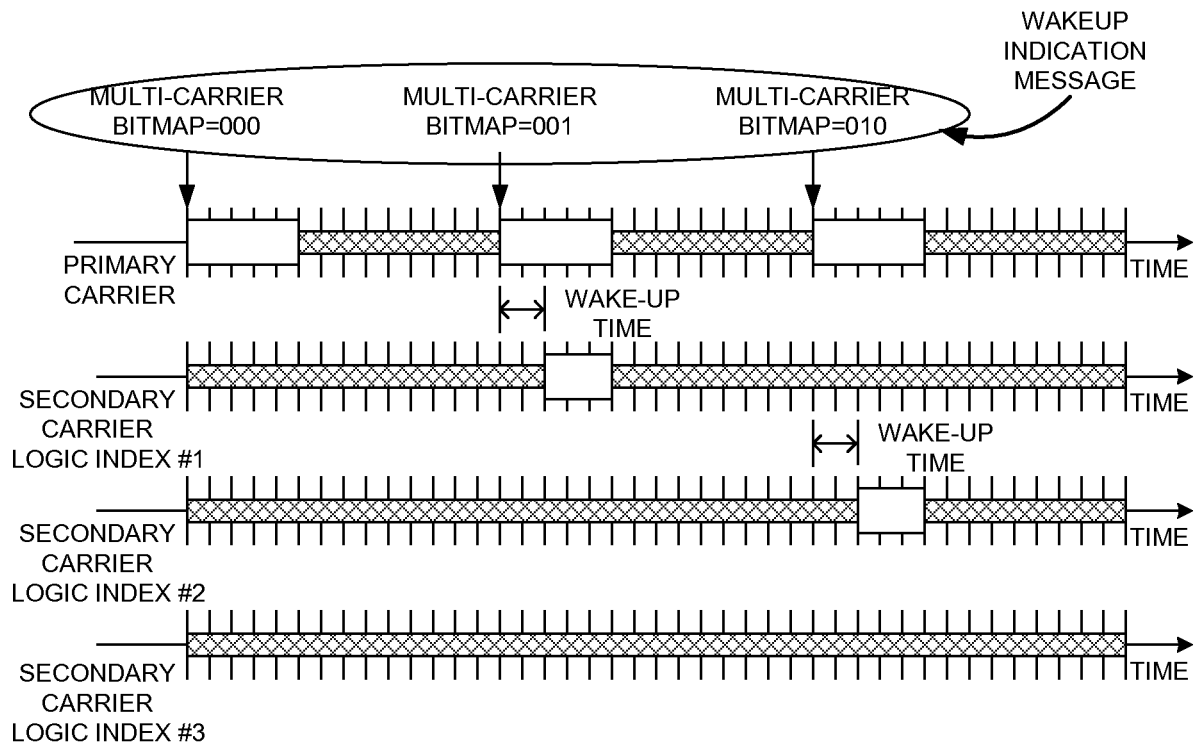 WAKEUP
INDICATION
MESSAGE
MULTI-CARRIER
BITMAP=000
MULTI-CARRIER
BITMAP=001
MULTI-CARRIER
BITMAP=010
PRIMARY
CARRIER
TIME
WAKE-UP
TIME
SECONDARY
CARRIER
LOGIC INDEX #1
TIME
WAKE-UP
TIME
SECONDARY
CARRIER
LOGIC INDEX #2
TIME
SECONDARY
CARRIER
LOGIC INDEX #3
TIME